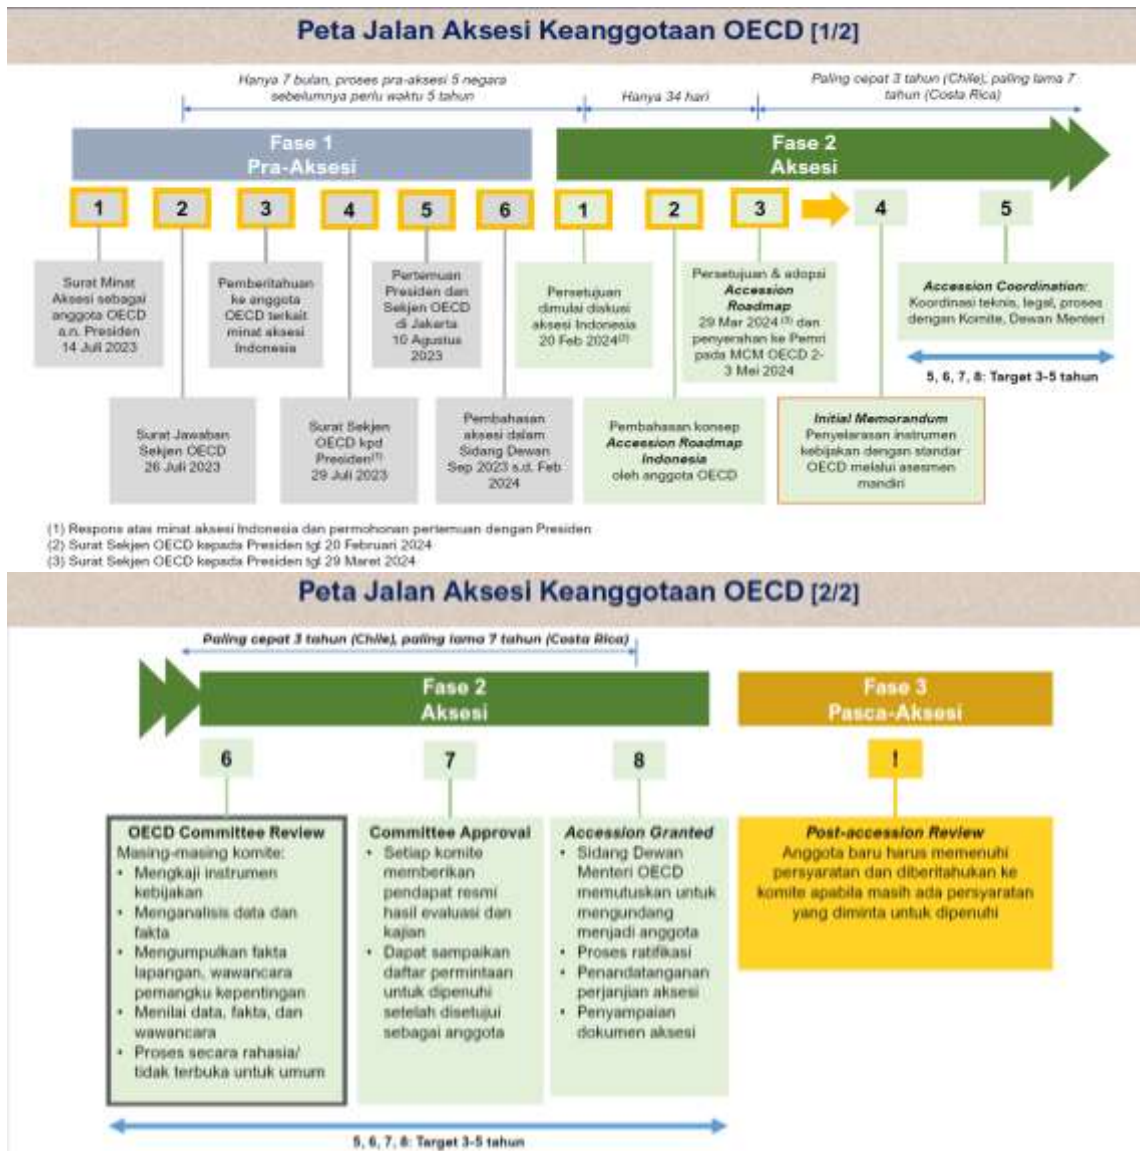 Peta Jalan Aksesi Keanggotaan OECD [1/2]
Hanya 7 bulan, proses pra-aksesi 5 negara
sebelumnya perlu waktu 5 tahun
Hanya 34 hari
Paling cepat 3 tahun (Chile), paling lama 7
tahun (Costa Rica)
Fase 1
Pra-Aksesi
Fase 2
Aksesi
1
2
3
4
5
6
1
2
3
4
5
Surat Minat
Aksesi sebagai
anggota OECD
a.n. Presiden
14 Juli 2023
Pemberitahuan
ke anggota
OECD terkait
minat aksesi
Indonesia
Pertemuan
Presiden dan
Sekjen OECD
di Jakarta
10 Agustus
2023
Persetujuan
dimulai diskusi
aksesi Indonesia
20 Feb 2024(2)
Persetujuan & adopsi
Accession
Roadmap
29 Mar 2024 (3) dan
penyerahan ke Pemri
pada MCM OECD 2-
3 Mei 2024
Accession Coordination:
Koordinasi teknis, legal, proses
dengan Komite, Dewan Menteri
5, 6, 7, 8: Target 3-5 tahun
Surat Jawaban
Sekjen OECD
26 Juli 2023
Surat Sekjen
OECD kpd
Presiden(1)
29 Juli 2023
Pembahasan
aksesi dalam
Sidang Dewan
Sep 2023 s.d. Feb
2024
Pembahasan konsep
Accession Roadmap
Indonesia
oleh anggota OECD
Initial Memorandum
Penyelarasan instrumen
kebijakan dengan standar
OECD melalui asesmen
mandiri
(1) Respons atas minat aksesi Indonesia dan permohonan pertemuan dengan Presiden
(2) Surat Sekjen OECD kepada Presiden tgl 20 Februari 2024
(3) Surat Sekjen OECD kepada Presiden tgl 29 Maret 2024
Peta Jalan Aksesi Keanggotaan OECD [2/2]
Paling cepat 3 tahun (Chile), paling lama 7 tahun (Costa Rica)
Fase 2
Aksesi
Fase 3
Pasca-Aksesi
6
7
8
!
OECD Committee Review
Masing-masing komite:
• Mengkaji instrumen
kebijakan
• Menganalisis data dan
fakta
• Mengumpulkan fakta
lapangan, wawancara
pemangku kepentingan
• Menilai data, fakta, dan
wawancara
• Proses secara rahasia/
tidak terbuka untuk umum
Committee Approval
• Setiap komite
memberikan
pendapat resmi
hasil evaluasi dan
kajian
• Dapat sampaikan
daftar permintaan
untuk dipenuhi
setelah disetujui
sebagai anggota
Accession Granted
• Sidang Dewan
Menteri OECD
memutuskan untuk
mengundang
menjadi anggota
• Proses ratifikasi
• Penandatanganan
perjanjian aksesi
• Penyampaian
dokumen aksesi
Post-accession Review
Anggota baru harus memenuhi
persyaratan dan diberitahukan ke
komite apabila masih ada persyaratan
yang diminta untuk dipenuhi
5, 6, 7, 8: Target 3-5 tahun